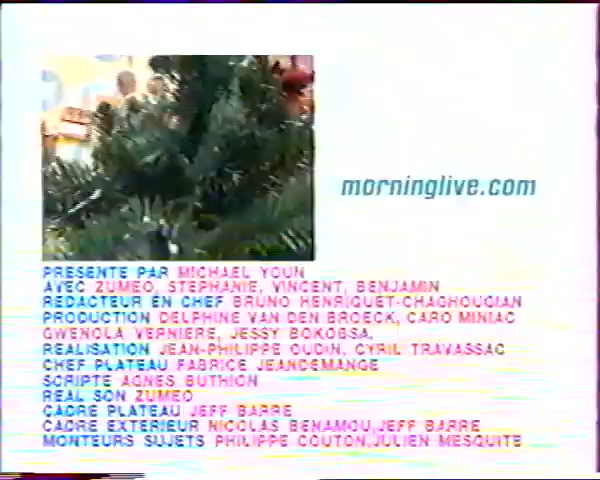 morninglive.com
PRESENTE PAR MICHAEL YOUN
AVEC ZUMEO, STEPHANIE, VINCENT, BENJAMIN
REDACTEUR EN CHEF BRUNO HENRIQUET-CHAGHOUGIAN
PRODUCTION DELPHINE VAN DEN BROECK, CARO MINIAC
GWENOLA VERNIERE, JESSY BOKOBSA.
REALISATION JEAN-PHILIPPE OUDIN, CYRIL TRAVASSAC
CHEF PLATEAU FABRICE JEANDEMANGE
SCRIPTE AGNES BUTHION
REAL SON ZUMEO
CADRE PLATEAU JEFF BARRE
CADRE EXTERIEUR NICOLAS BENAMOU,JEFF BARRE
MONTEURS SUJETS PHILIPPE COUTON,JULIEN MESQUITE